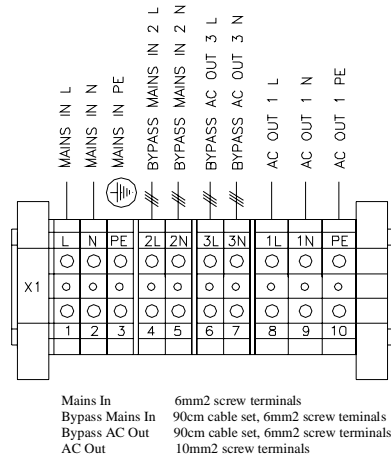 MAINS IN L
MAINS IN N
MAINS IN PE
BYPASS MAINS IN 2 L
BYPASS MAINS IN 2 N
BYPASS AC OUT 3 L
BYPASS AC OUT 3 N
AC OUT 1 L
AC OUT 1 N
AC OUT 1 PE
L N PE 2L 2N 3L 3N 1L 1N PE
X1
1 2 3 4 5 6 7 8 9 10
Mains In 6mm2 screw terminals
Bypass Mains In 90cm cable set, 6mm2 screw teminals
Bypass AC Out 90cm cable set, 6mm2 screw terminals
AC Out 10mm2 screw terminals